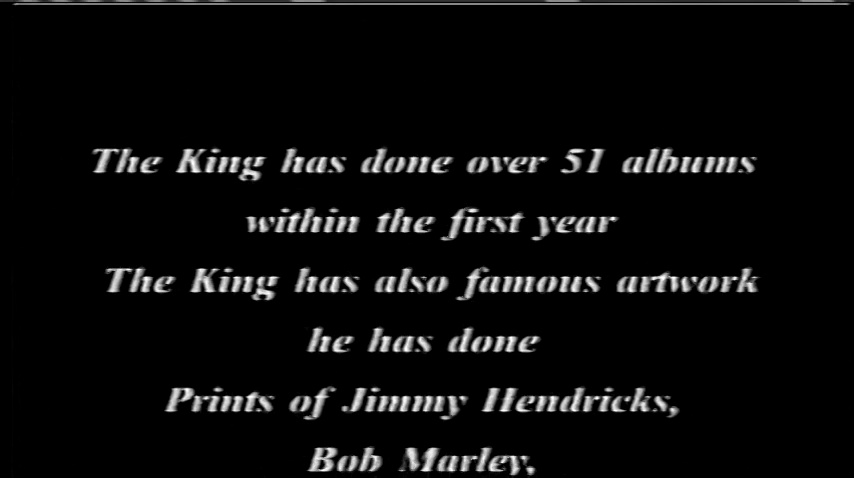 The King has done over 51 albums
within the first year
The King has also famous artwork
he has done
Prints of Jimmy Hendricks,
Bob Marley,